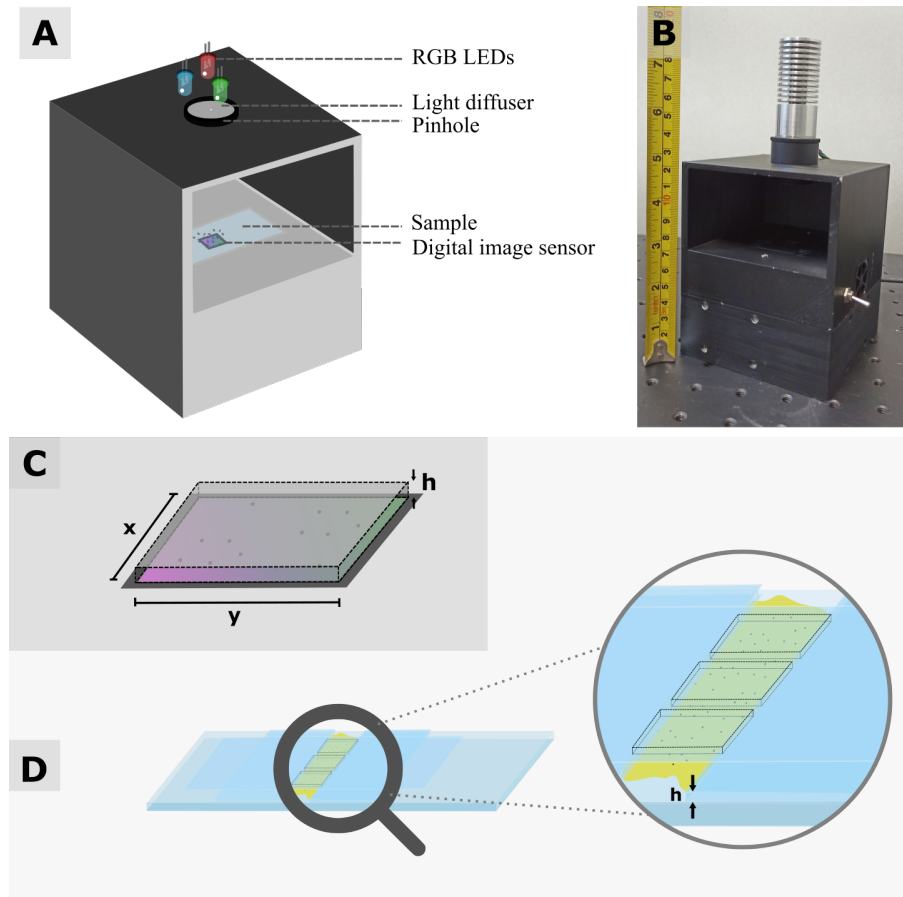 A
RGB LEDs
Light diffuser
Pinhole
Sample
Digital image sensor
B
C
h
x
y
D
h